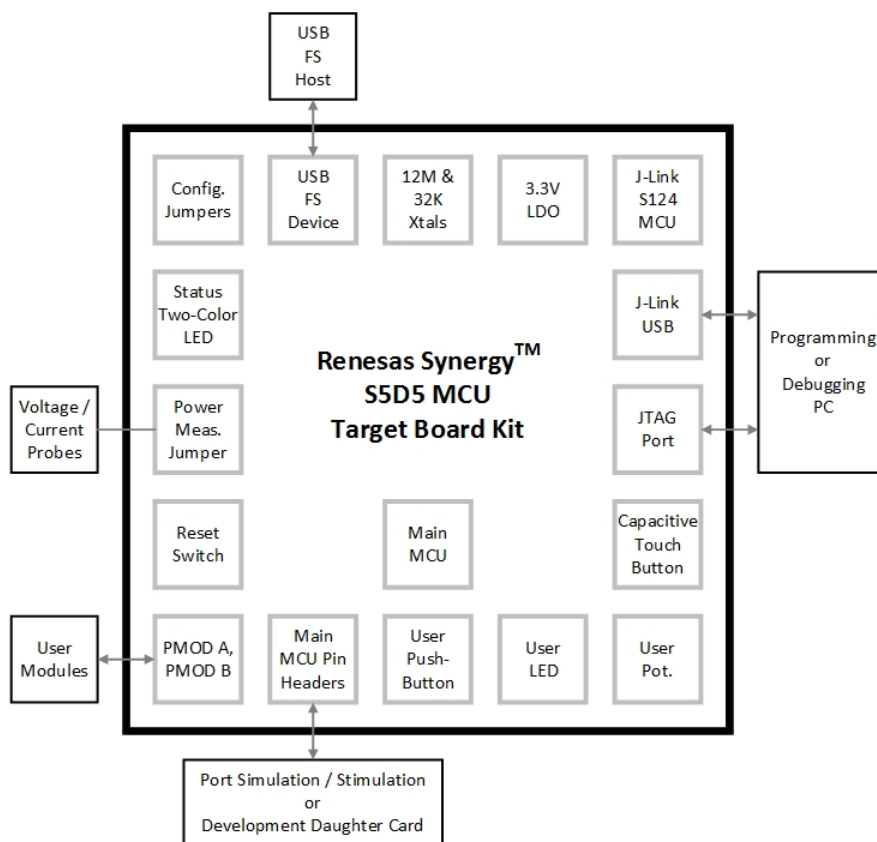 USB
FS
Host
Config.
Jumpers
USB
FS
Device
12M &
32K
Xtals
3.3V
LDO
J-Link
S124
MCU
Status
Two-Color
LED
J-Link
USB
Programming
or
Debugging
PC
Renesas Synergy™
S5D5 MCU
Target Board Kit
Voltage /
Current
Probes
Power
Meas.
Jumper
JTAG
Port
Reset
Switch
Main
MCU
Capacitive
Touch
Button
User
Modules
PMOD A,
PMOD B
Main
MCU Pin
Headers
User
Push-
Button
User
LED
User
Pot.
Port Simulation / Stimulation
or
Development Daughter Card